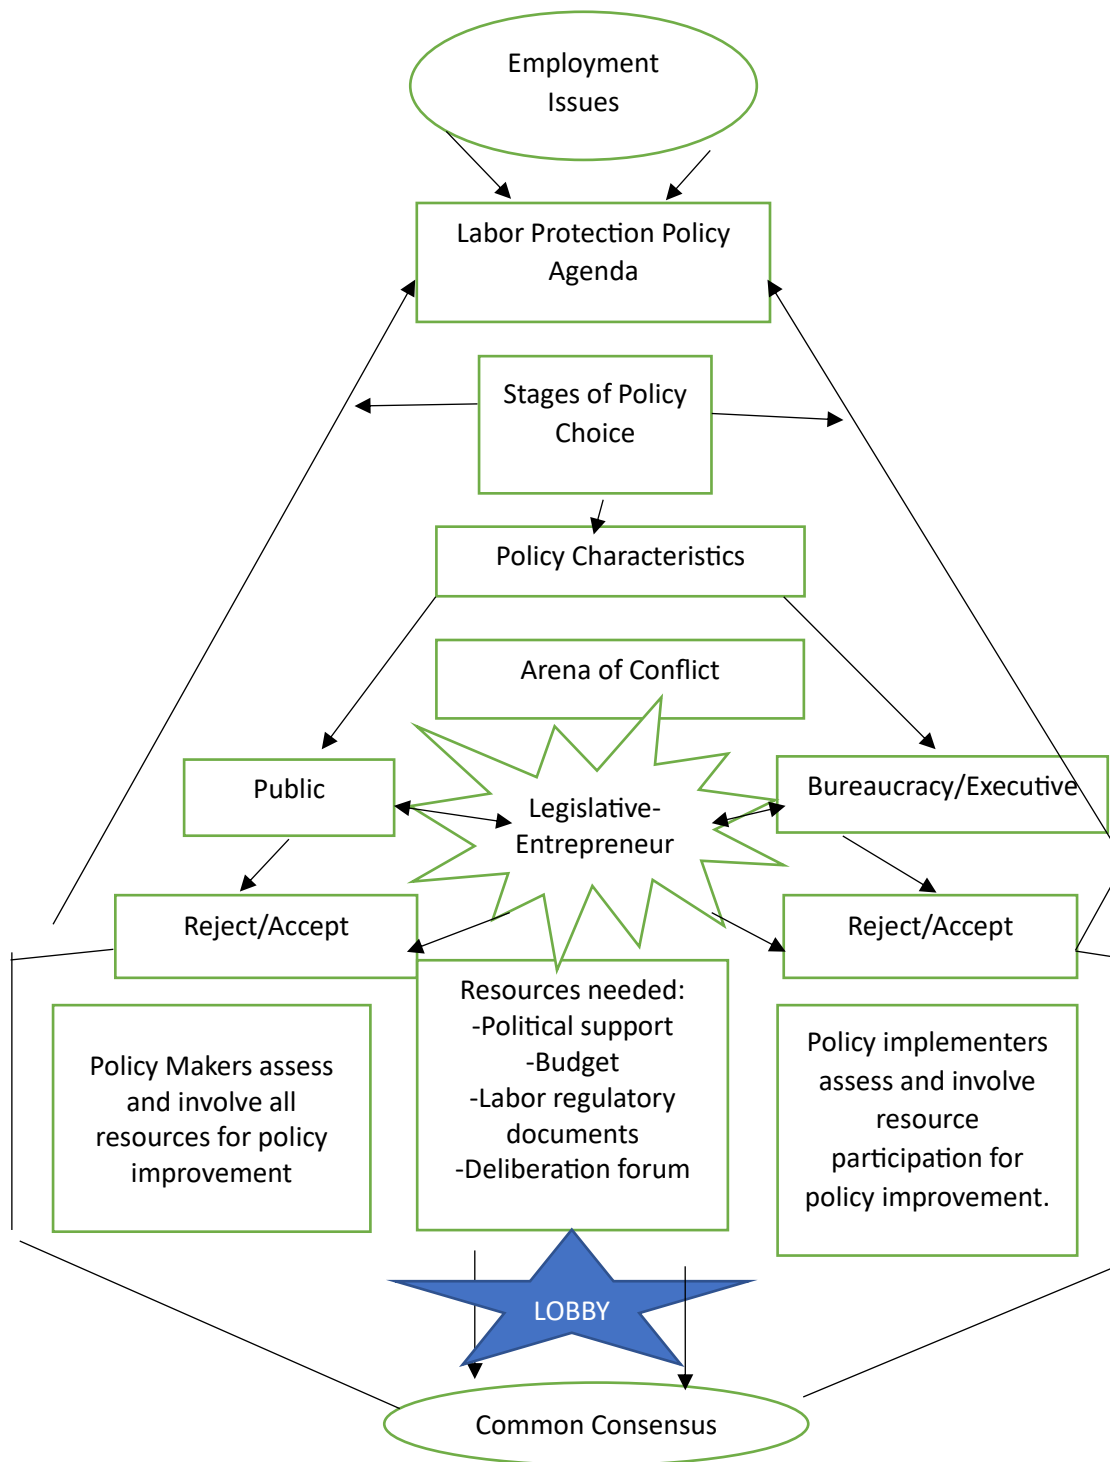 Employment
Issues
Labor Protection Policy
Agenda
Stages of Policy
Choice
Policy Characteristics
Arena of Conflict
Public
Legislative-
Entrepreneur
Bureaucracy/Executive
Reject/Accept
Reject/Accept
Policy Makers assess
and involve all
resources for policy
improvement
Resources needed:
-Political support
-Budget
-Labor regulatory
documents
-Deliberation forum
Policy implementers
assess and involve
resource
participation for
policy improvement.
LOBBY
Common Consensus